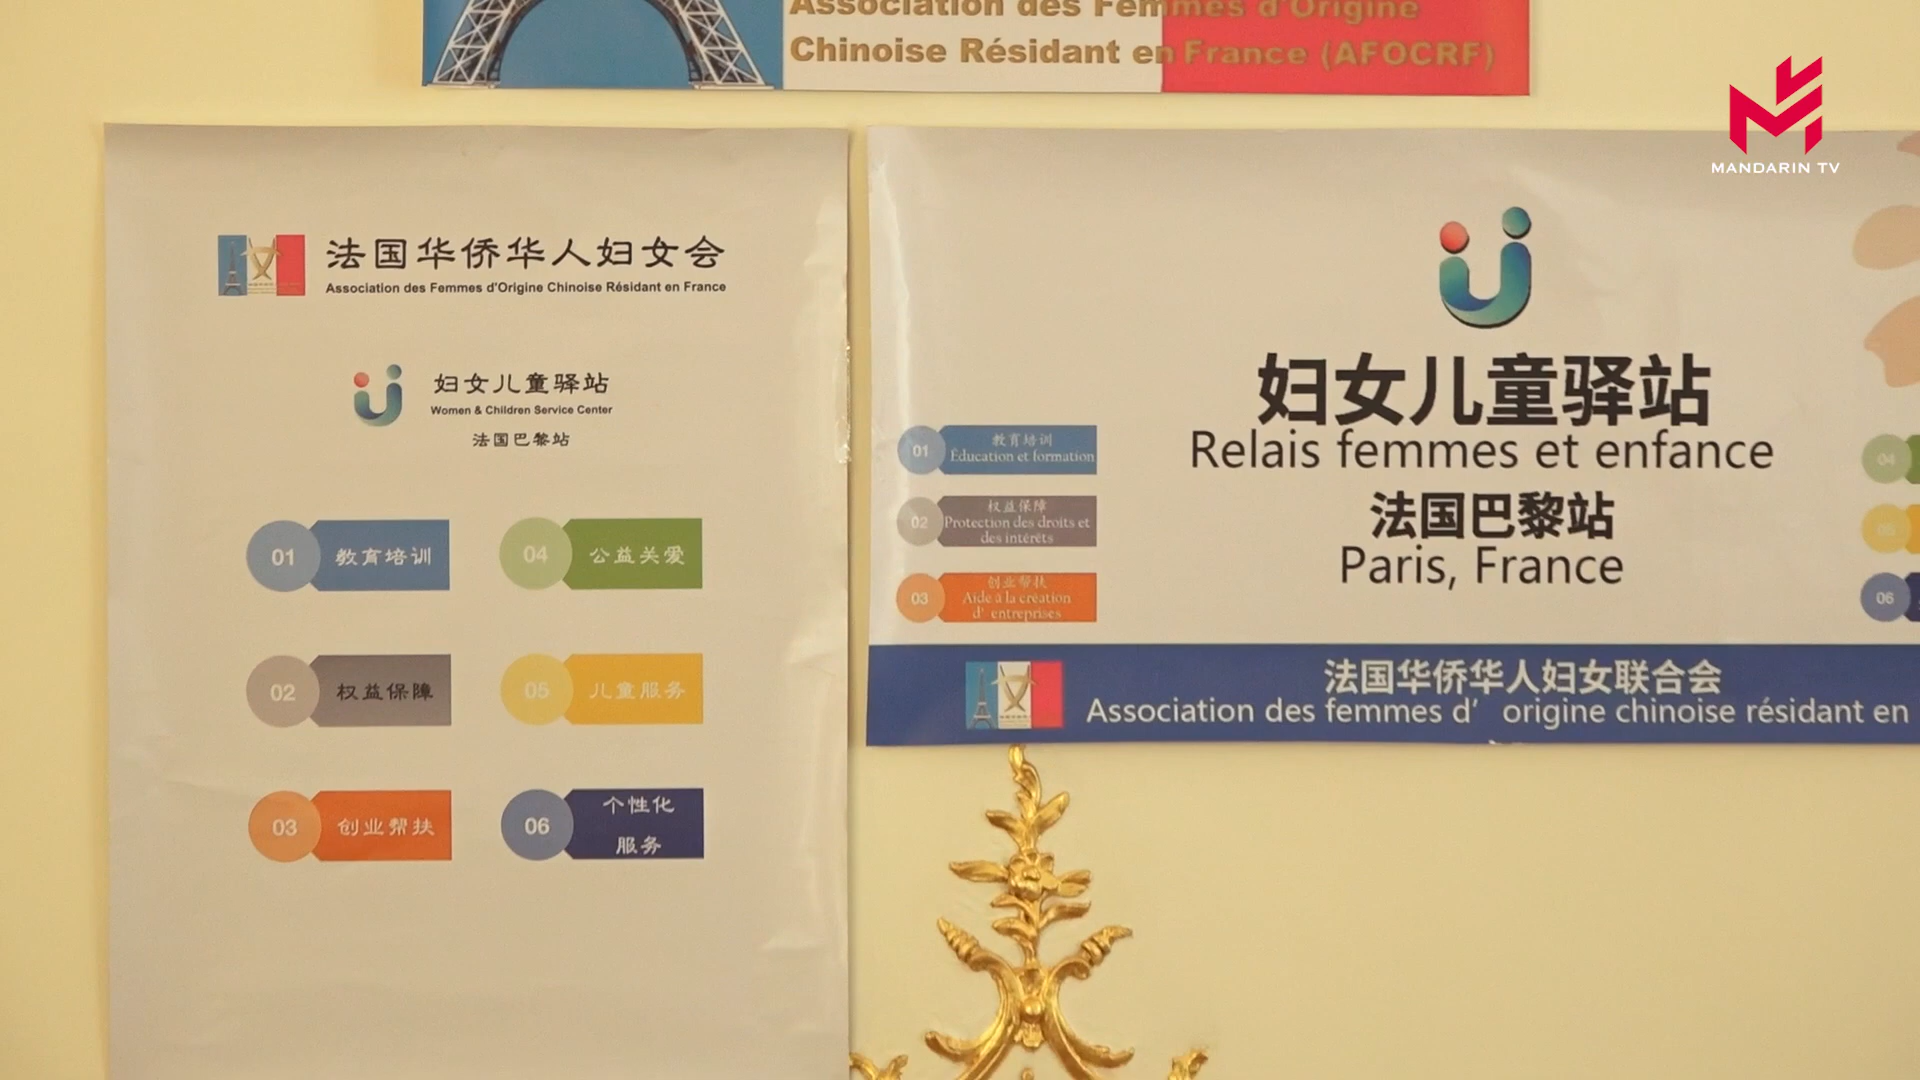 Association des Femmes d'Origine
Chinoise Résidant en France (AFOCRF)
MANDARIN TV
法国华侨华人妇女会
Association des Femmes d'Origine Chinoise Résidant en France
妇女儿童驿站
Women & Children Service Center
法国巴黎站
01 教育培训
04 公益关爱
02 权益保障
05 儿童服务
03 创业帮扶
06 个性化
服务
妇女儿童驿站
Relais femmes et enfance
法国巴黎站
Paris, France
01 教育培训
Éducation et formation
02 权益保障
Protection des droits et
des intérêts
03 创业帮扶
Aide à la création
d' entreprises
04
05
06
法国华侨华人妇女联合会
Association des femmes d' origine chinoise résidant en